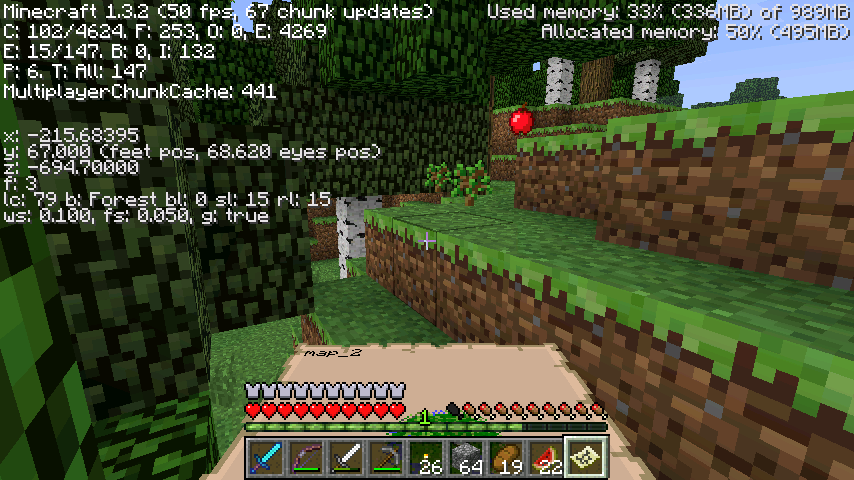 Minecraft 1.3.2 (50 fps, 67 chunk updates)
C: 102/4624. F: 253, O: 0, E: 4269
E: 15/147. B: 0, I: 132
P: 6. T: All: 147
MultiplayerChunkCache: 441
Used memory: 33% (336MB) of 989MB
Allocated memory: 50% (495MB)
x: -215.68395
y: 67.000 (feet pos, 68.620 eyes pos)
z: -694.70000
f: 3
lc: 79 b: Forest bl: 0 sl: 15 rl: 15
ws: 0.100, fs: 0.050, g: true
map_2
1
26 64 19 22